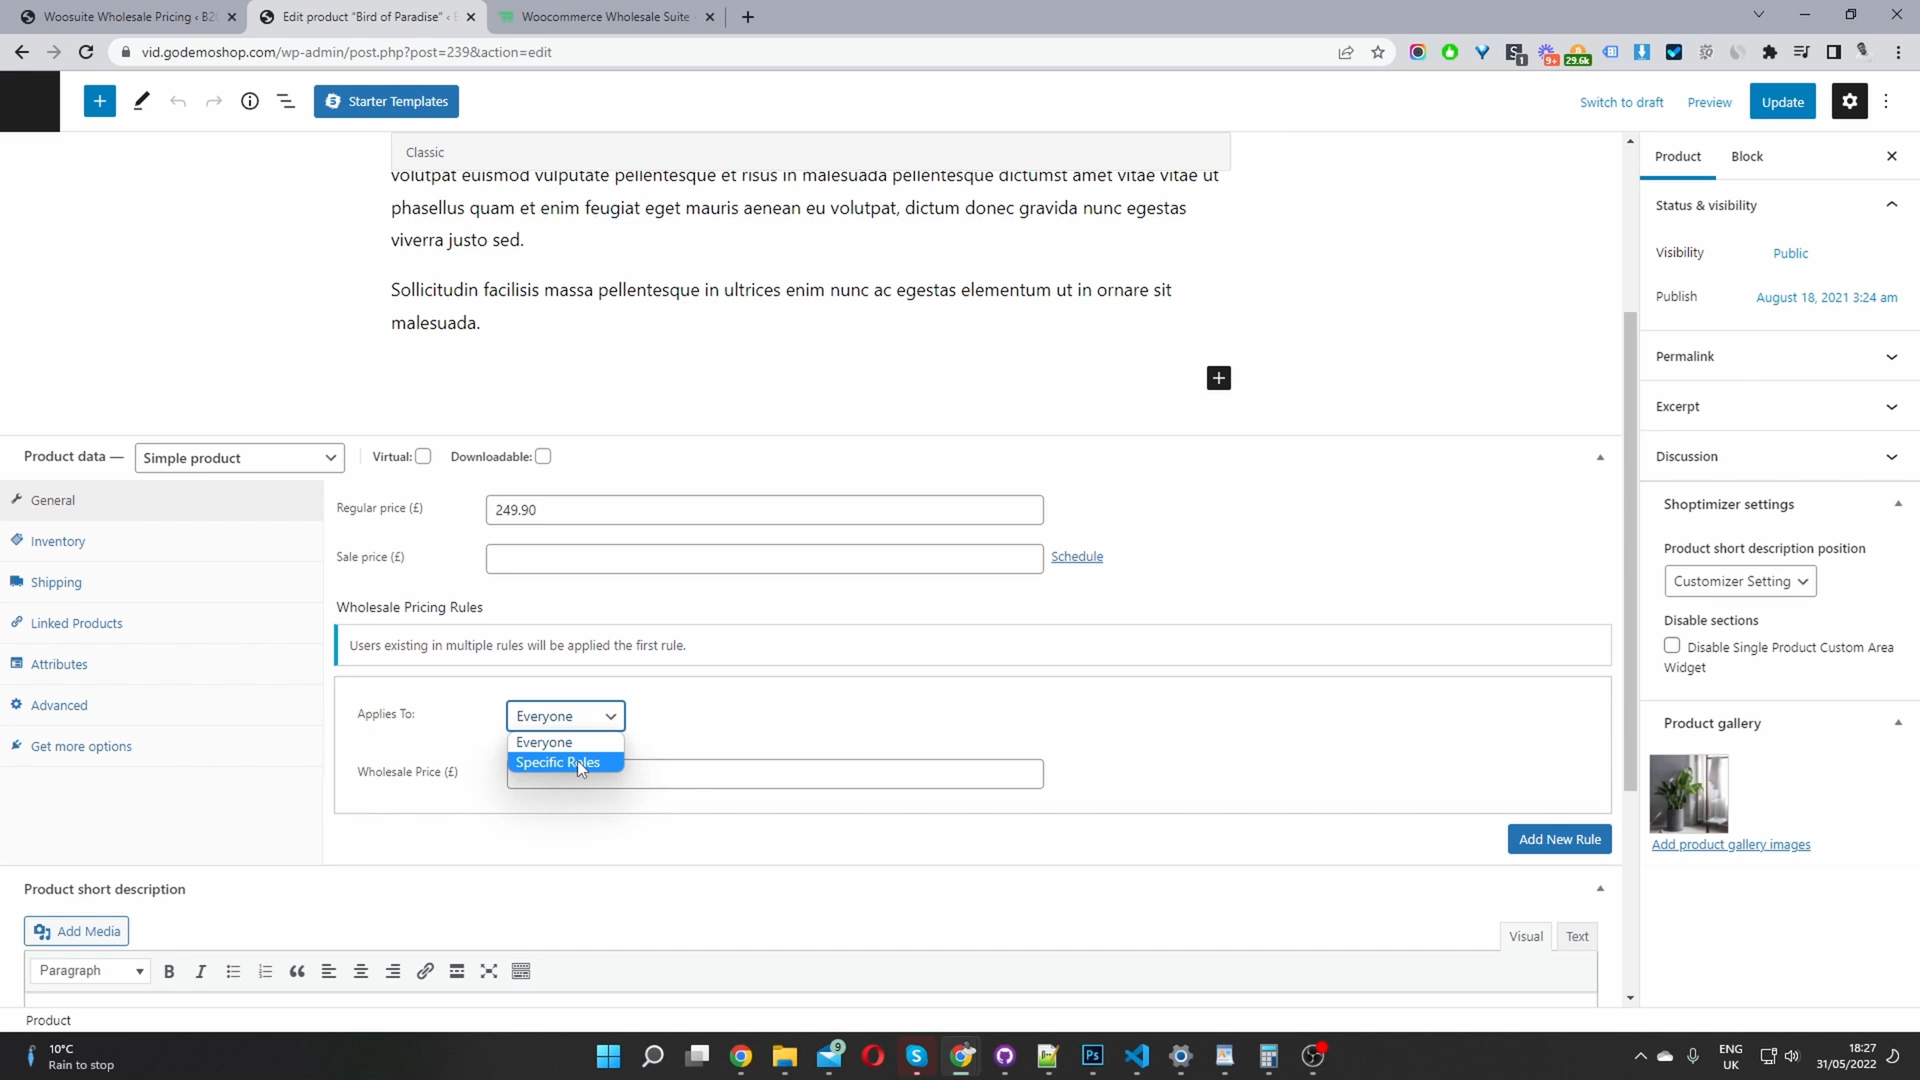 Woosuite Wholesale Pricing ‹ B2
Edit product "Bird of Paradise" ‹
Woocommerce Wholesale Suite
vid.godemoshop.com/wp-admin/post.php?post=239&action=edit
1
9+
29.6k
Starter Templates
Switch to draft
Preview
Update
Classic
volutpat euismod vulputate pellentesque et risus in malesuada pellentesque dictumst amet vitae vitae ut
phasellus quam et enim feugiat eget mauris aenean eu volutpat, dictum donec gravida nunc egestas
viverra justo sed.
Sollicitudin facilisis massa pellentesque in ultrices enim nunc ac egestas elementum ut in ornare sit
malesuada.
Product data —
Simple product
Virtual:
Downloadable:
General
Inventory
Shipping
Linked Products
Attributes
Advanced
Get more options
Regular price (£)
249.90
Sale price (£)
Schedule
Wholesale Pricing Rules
Users existing in multiple rules will be applied the first rule.
Applies To:
Everyone
Everyone
Specific Roles
Wholesale Price (£)
Add New Rule
Product short description
Add Media
Visual
Text
Paragraph
B
I
Product
Product
Block
Status & visibility
Visibility
Public
Publish
August 18, 2021 3:24 am
Permalink
Excerpt
Discussion
Shoptimizer settings
Product short description position
Customizer Setting
Disable sections
Disable Single Product Custom Area
Widget
Product gallery
Add product gallery images
10°C
Rain to stop
9
Ps
ENG
UK
18:27
31/05/2022